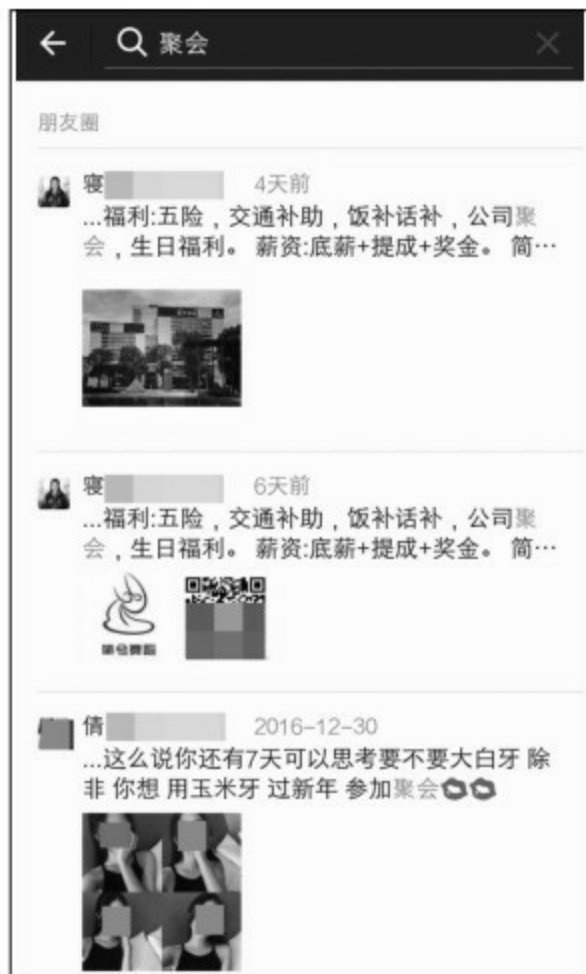 聚会
朋友圈
寝 4天前
...福利:五险，交通补助，饭补话补，公司聚
会，生日福利。 薪资:底薪+提成+奖金。 简…
寝 6天前
...福利:五险，交通补助，饭补话补，公司聚
会，生日福利。 薪资:底薪+提成+奖金。 简…
倩 2016-12-30
...这么说你还有7天可以思考要不要大白牙 除
非 你想 用玉米牙 过新年 参加聚会